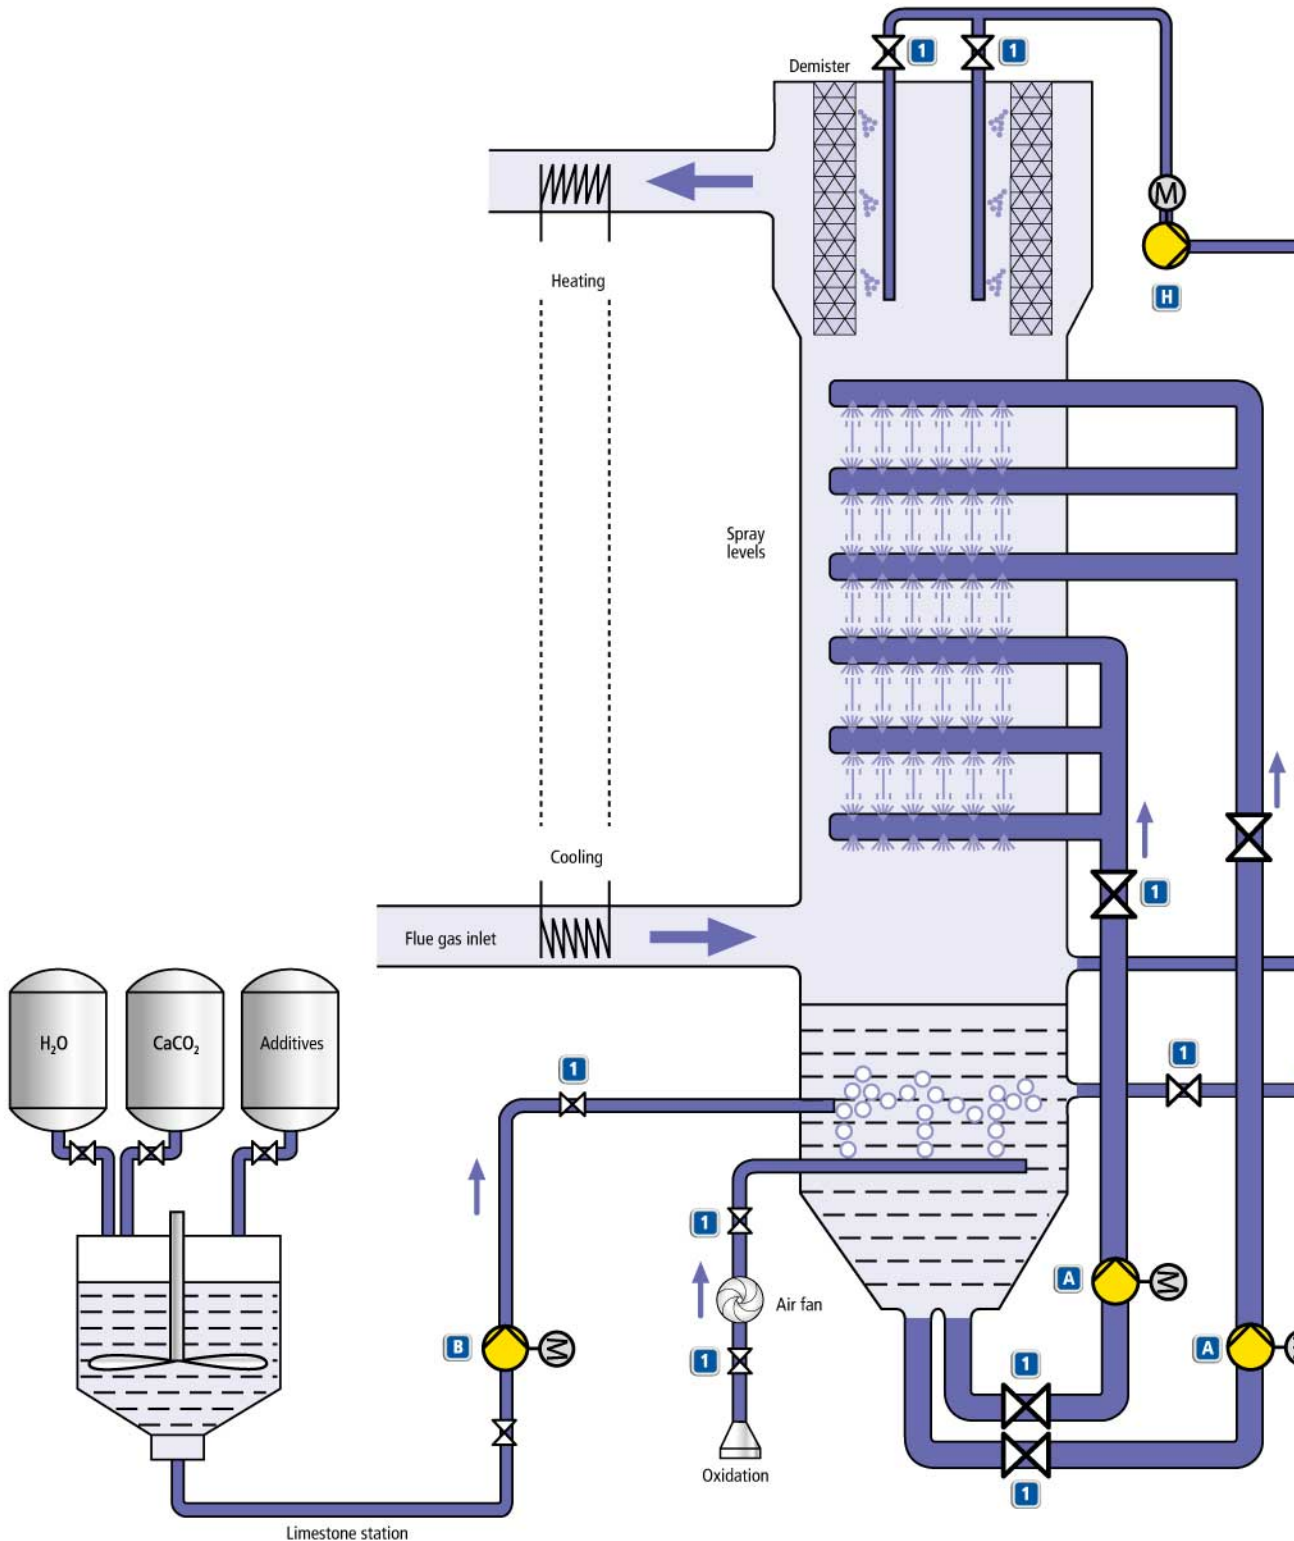 1
1
Demister
M
H
Heating
Spray
levels
Cooling
1
Flue gas inlet
H₂O
CaCO₂
Additives
1
1
1
A
M
Air fan
B
M
1
A
1
Oxidation
1
Limestone station